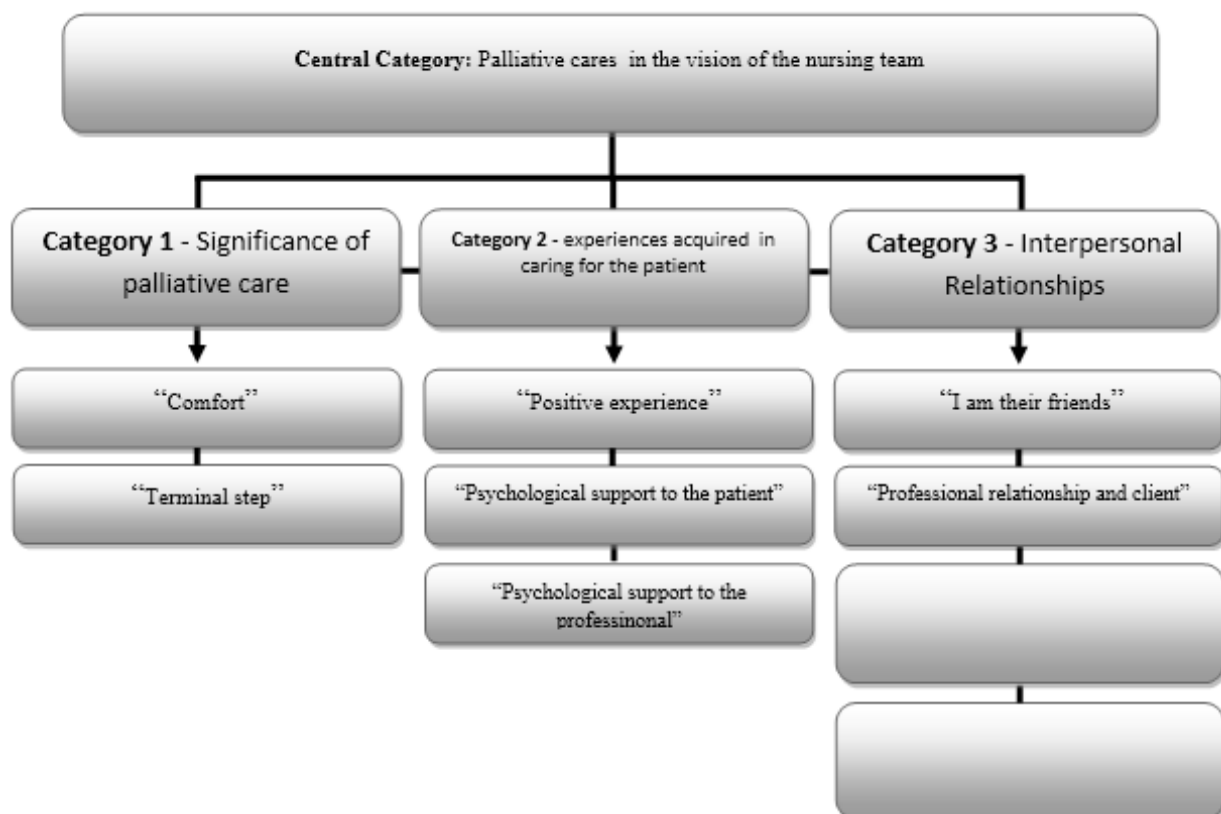 Central Category: Palliative cares in the vision of the nursing team
Category 1 - Significance of
palliative care
Category 2 - experiences acquired in
caring for the patient
Category 3 - Interpersonal
Relationships
“Comfort”
“Terminal step”
“Positive experience”
“Psychological support to the patient”
“Psychological support to the
professinonal”
“I am their friends”
“Professional relationship and client”